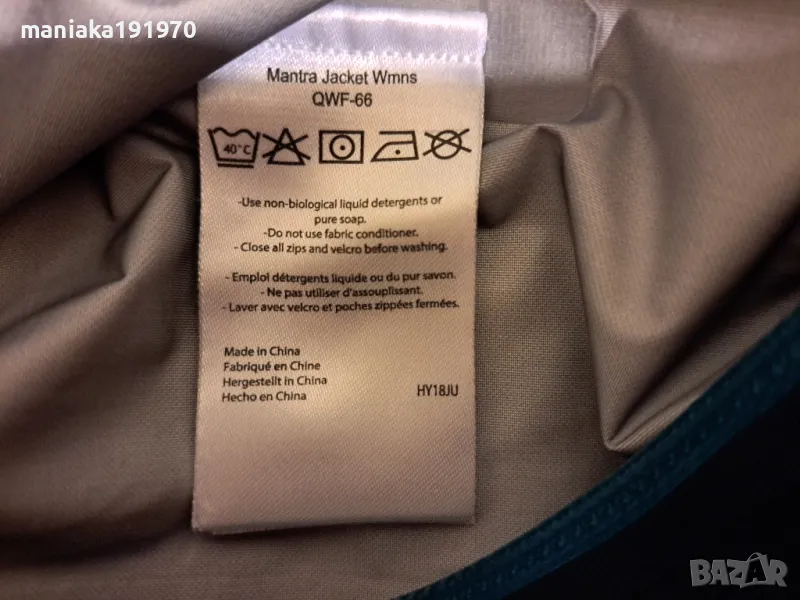 maniaka191970
Mantra Jacket Wmns
QWF-66
40°C
-Use non-biological liquid detergents or
pure soap.
-Do not use fabric conditioner.
- Close all zips and velcro before washing.
- Emploi détergents liquide ou du pur savon.
- Ne pas utiliser d'assouplissant.
- Laver avec velcro et poches zippées fermées.
Made in China
Fabriqué en Chine
Hergestellt in China
Hecho en China
HY18JU
BAZAR